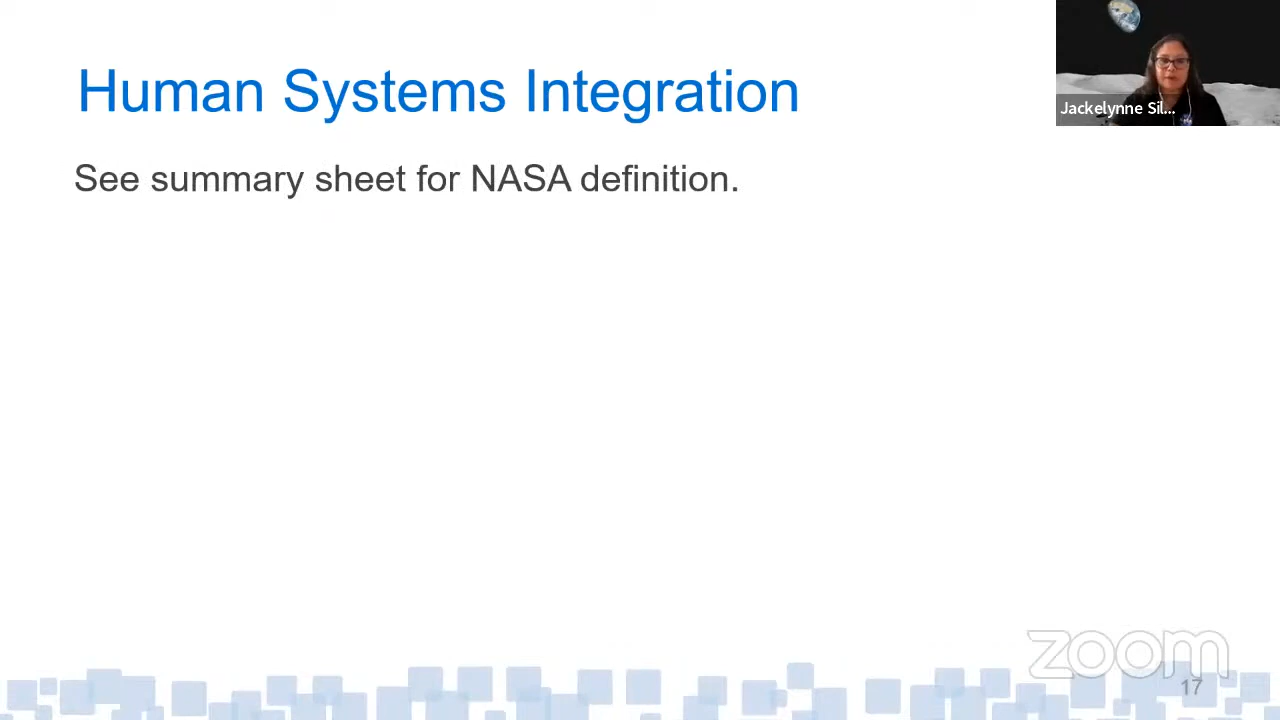 Human Systems Integration
Jackelynne Sil...
See summary sheet for NASA definition.
zoom
17